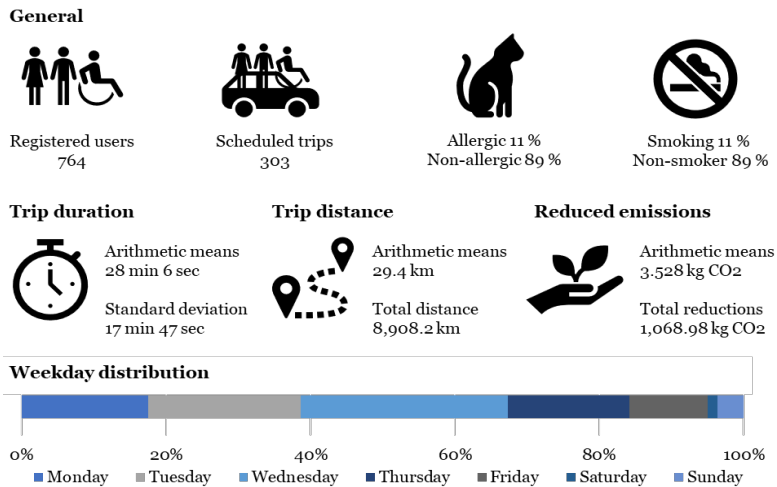 General
Registered users
764
Scheduled trips
303
Allergic 11 %
Non-allergic 89 %
Smoking 11 %
Non-smoker 89 %
Trip duration
Arithmetic means
28 min 6 sec
Standard deviation
17 min 47 sec
Trip distance
Arithmetic means
29.4 km
Total distance
8,908.2 km
Reduced emissions
Arithmetic means
3.528 kg CO2
Total reductions
1,068.98 kg CO2
Weekday distribution
0% 20% 40% 60% 80% 100%
Monday Tuesday Wednesday Thursday Friday Saturday Sunday